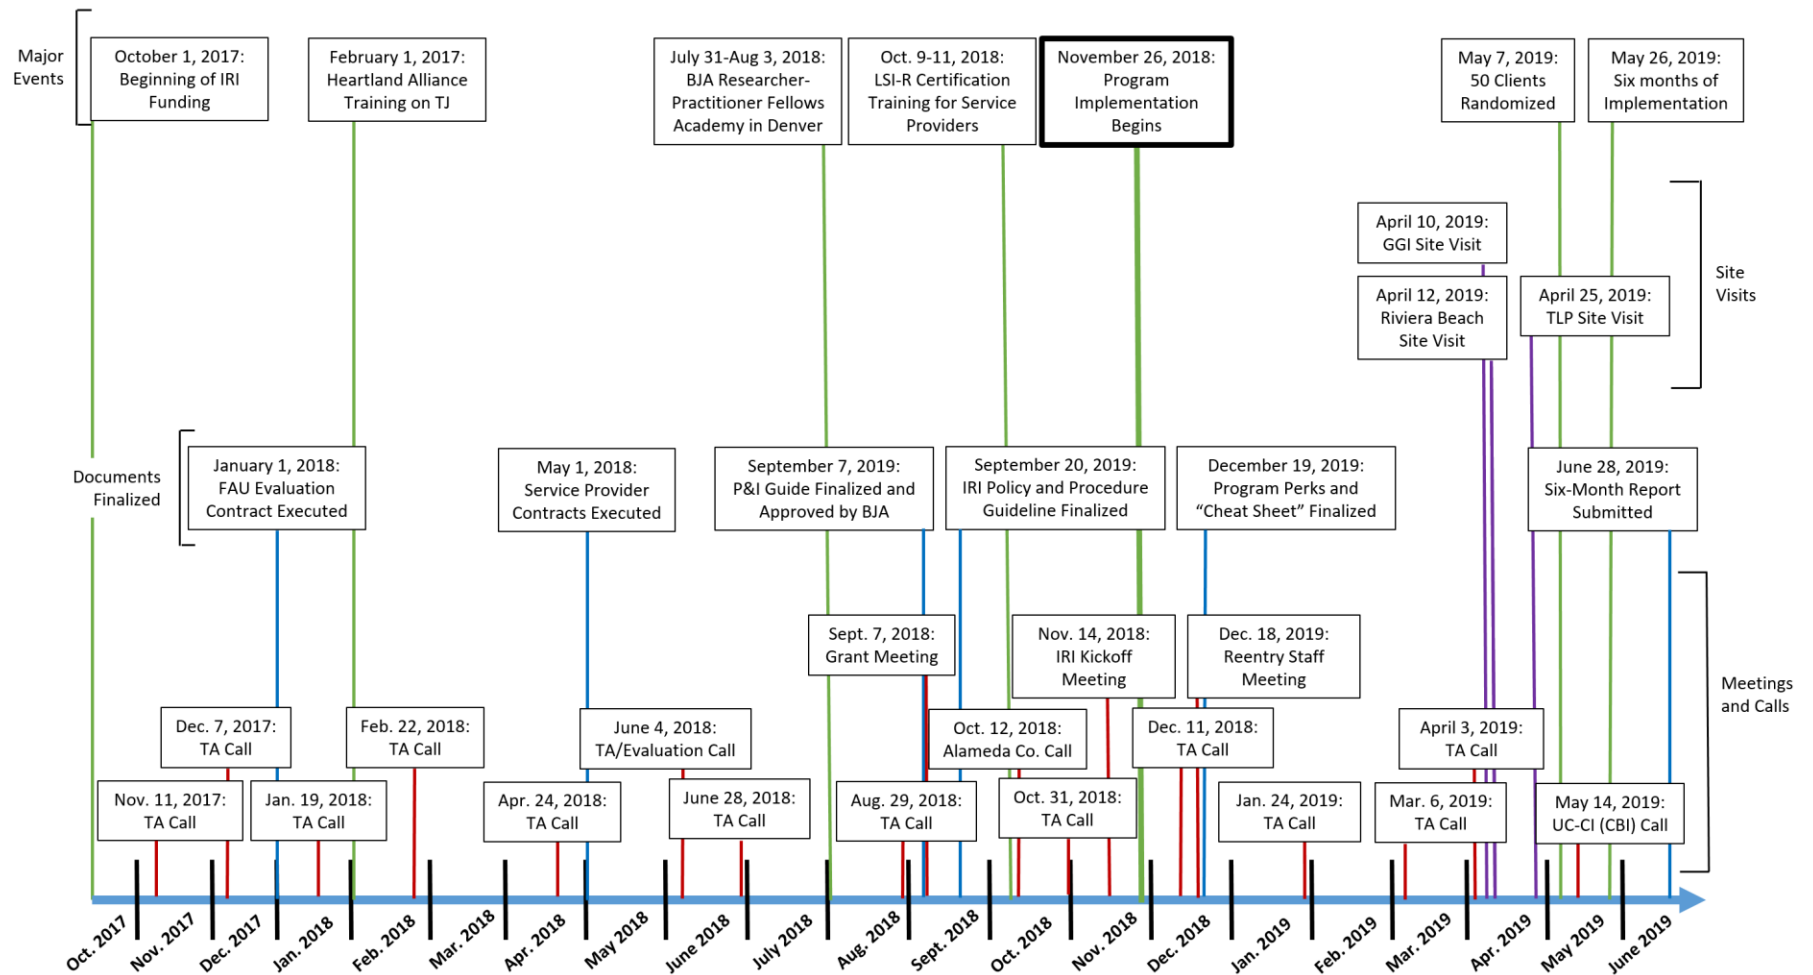 Major
Events
October 1, 2017:
Beginning of IRI
Funding
February 1, 2017:
Heartland Alliance
Training on TJ
July 31-Aug 3, 2018:
BJA Researcher-
Practitioner Fellows
Academy in Denver
Oct. 9-11, 2018:
LSI-R Certification
Training for Service
Providers
November 26, 2018:
Program
Implementation
Begins
May 7, 2019:
50 Clients
Randomized
May 26, 2019:
Six months of
Implementation
April 10, 2019:
GGI Site Visit
April 12, 2019:
Riviera Beach
Site Visit
April 25, 2019:
TLP Site Visit
Site
Visits
Documents
Finalized
January 1, 2018:
FAU Evaluation
Contract Executed
May 1, 2018:
Service Provider
Contracts Executed
September 7, 2019:
P&I Guide Finalized and
Approved by BJA
September 20, 2019:
IRI Policy and Procedure
Guideline Finalized
December 19, 2019:
Program Perks and
“Cheat Sheet” Finalized
June 28, 2019:
Six-Month Report
Submitted
Sept. 7, 2018:
Grant Meeting
Nov. 14, 2018:
IRI Kickoff
Meeting
Dec. 18, 2019:
Reentry Staff
Meeting
Meetings
and Calls
Dec. 7, 2017:
TA Call
Feb. 22, 2018:
TA Call
June 4, 2018:
TA/Evaluation Call
Oct. 12, 2018:
Alameda Co. Call
Dec. 11, 2018:
TA Call
April 3, 2019:
TA Call
Nov. 11, 2017:
TA Call
Jan. 19, 2018:
TA Call
Apr. 24, 2018:
TA Call
June 28, 2018:
TA Call
Aug. 29, 2018:
TA Call
Oct. 31, 2018:
TA Call
Jan. 24, 2019:
TA Call
Mar. 6, 2019:
TA Call
May 14, 2019:
UC-CI (CBI) Call
Oct. 2017
Nov. 2017
Dec. 2017
Jan. 2018
Feb. 2018
Mar. 2018
Apr. 2018
May 2018
June 2018
July 2018
Aug. 2018
Sept. 2018
Oct. 2018
Nov. 2018
Dec. 2018
Jan. 2019
Feb. 2019
Mar. 2019
Apr. 2019
May 2019
June 2019